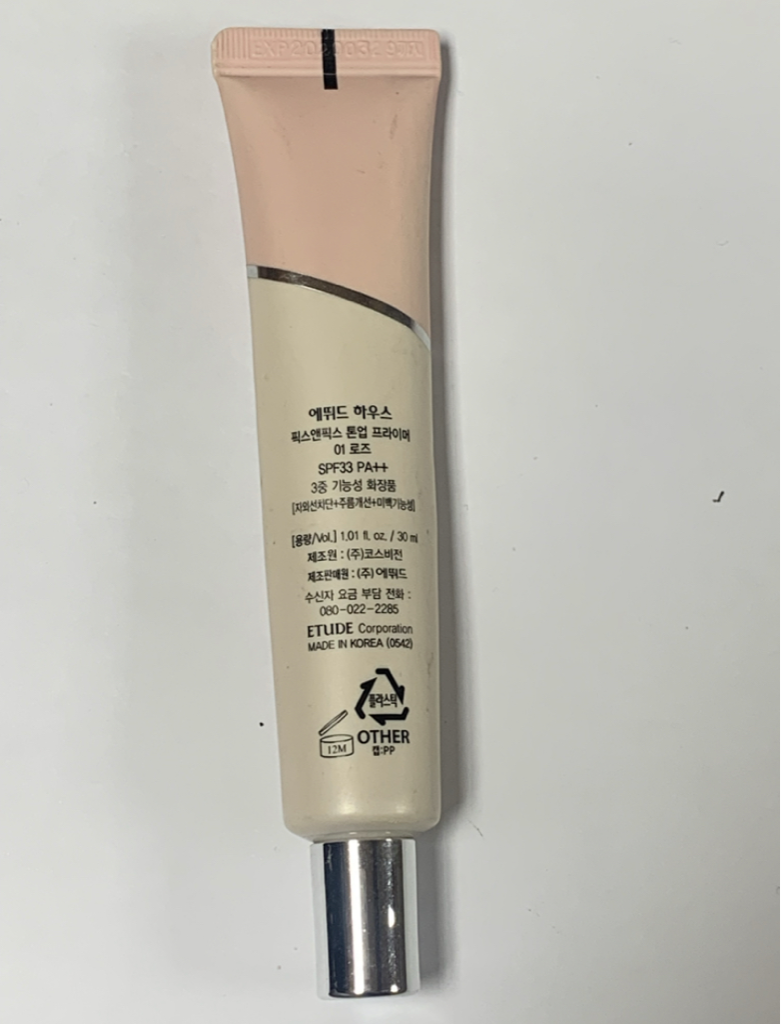 에뛰드 하우스
픽스앤픽스 톤업 프라이머
01 로즈
SPF33 PA++
3중 기능성 화장품
[자외선차단+주름개선+미백기능성]
[용량/Vol.] 1.01 fl. oz. / 30 ml
제조원 : (주)코스비전
제조판매원 : (주)에뛰드
수신자 요금 부담 전화 :
080-022-2285
ETUDE Corporation
MADE IN KOREA (0542)
플라스틱
OTHER
캡:PP
12M